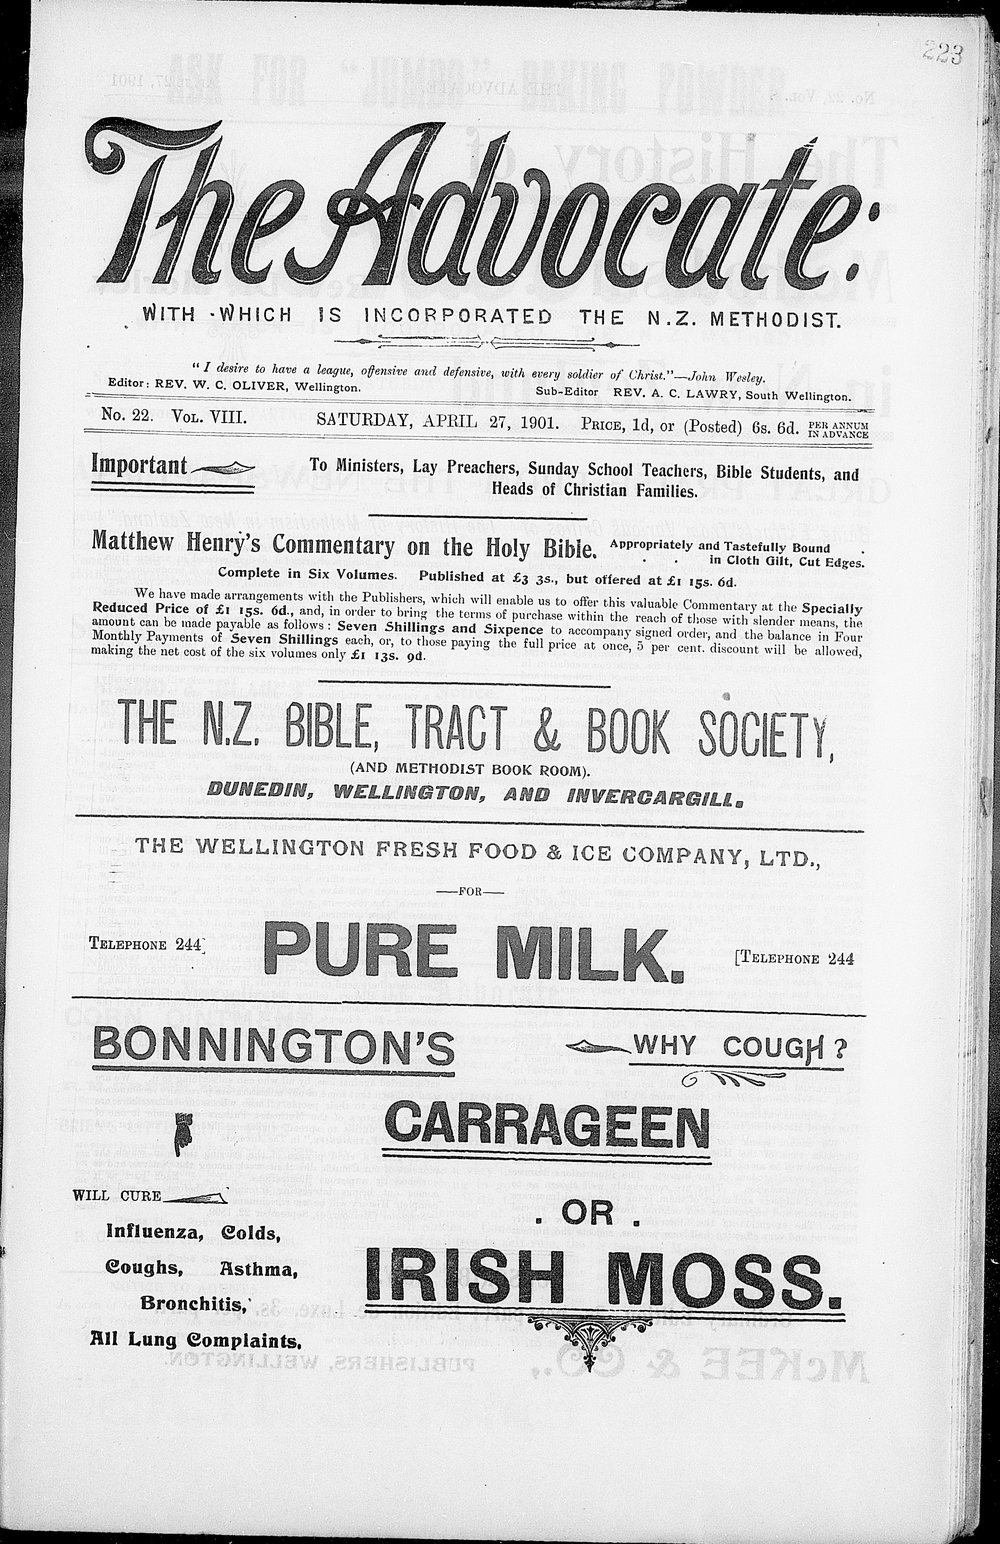 223
The Advocate:
WITH WHICH IS INCORPORATED THE N.Z. METHODIST.
"I desire to have a league, offensive and defensive, with every soldier of Christ."—John Wesley.
Editor: REV. W. C. OLIVER, Wellington. Sub-Editor REV. A. C. LAWRY, South Wellington.
No. 22. VOL. VIII. SATURDAY, APRIL 27, 1901. PRICE, 1d, or (Posted) 6s. 6d. PER ANNUM IN ADVANCE
Important To Ministers, Lay Preachers, Sunday School Teachers, Bible Students, and
Heads of Christian Families.
Matthew Henry's Commentary on the Holy Bible. Appropriately and Tastefully Bound
in Cloth Gilt, Cut Edges.
Complete in Six Volumes. Published at £3 3s., but offered at £1 15s. 6d.
We have made arrangements with the Publishers, which will enable us to offer this valuable Commentary at the Specially
Reduced Price of £1 15s. 6d., and, in order to bring the terms of purchase within the reach of those with slender means, the
amount can be made payable as follows: Seven Shillings and Sixpence to accompany signed order, and the balance in Four
Monthly Payments of Seven Shillings each, or, to those paying the full price at once, 5 per cent. discount will be allowed,
making the net cost of the six volumes only £1 13s. 9d.
THE N.Z. BIBLE, TRACT & BOOK SOCIETY,
(AND METHODIST BOOK ROOM).
DUNEDIN, WELLINGTON, AND INVERCARGILL.
THE WELLINGTON FRESH FOOD & ICE COMPANY, LTD.,
—FOR—
TELEPHONE 244] PURE MILK. [TELEPHONE 244
BONNINGTON'S WHY COUGH?
CARRAGEEN
WILL CURE
. OR .
Influenza, Colds,
Coughs, Asthma,
IRISH MOSS.
Bronchitis,
All Lung Complaints.